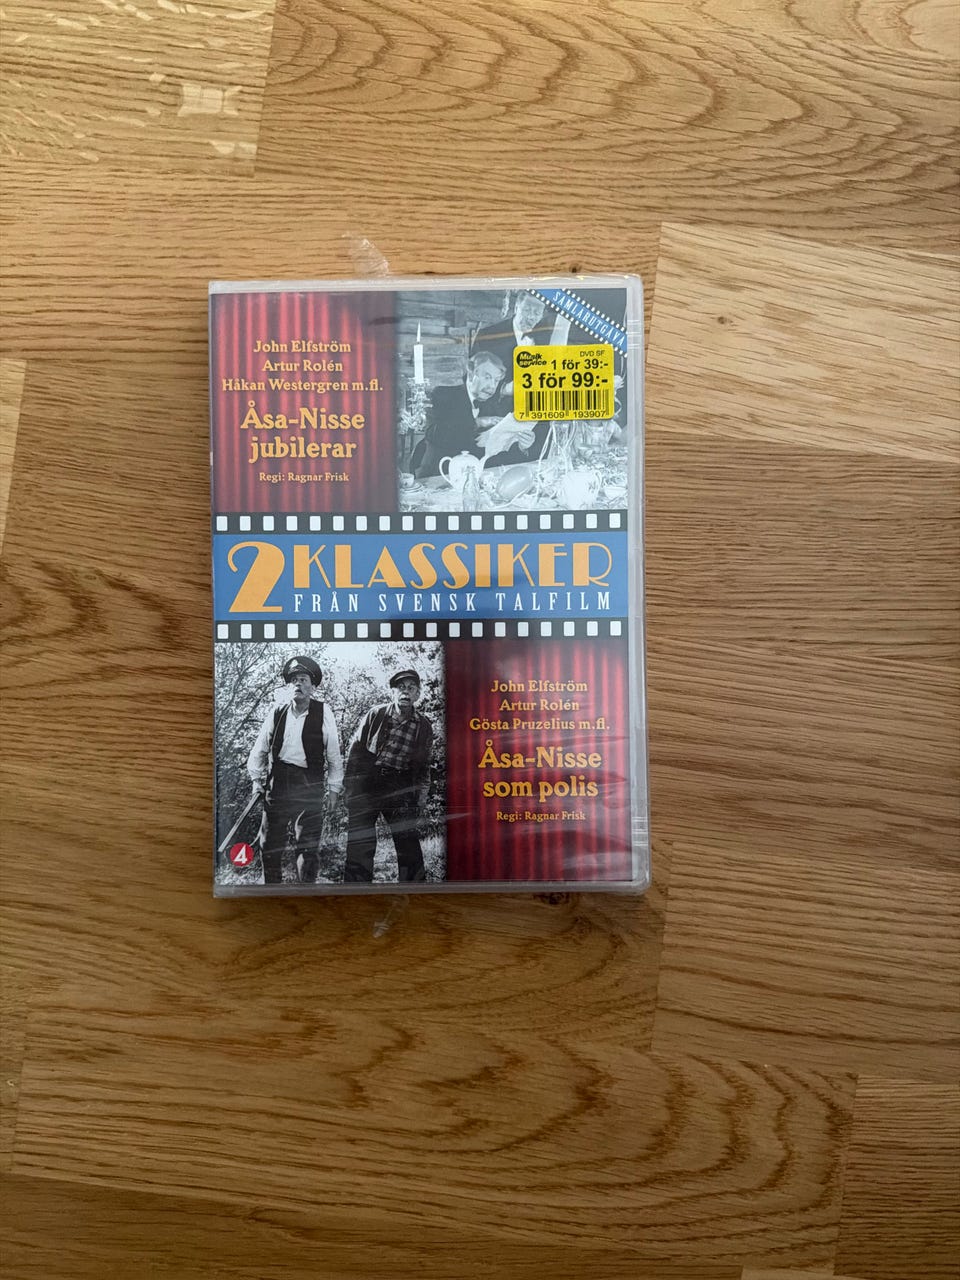 John Elfström
Artur Rolén
Håkan Westergren m.fl.
Åsa-Nisse
jubilerar
Regi: Ragnar Frisk
SAMLARUTGÅVA
Musik
service
DVD SF
1 för 39:-
3 för 99:-
7 391609 193907
2 KLASSIKER
FRÅN SVENSK TALFILM
John Elfström
Artur Rolén
Gösta Pruzelius m.fl.
Åsa-Nisse
som polis
Regi: Ragnar Frisk
4